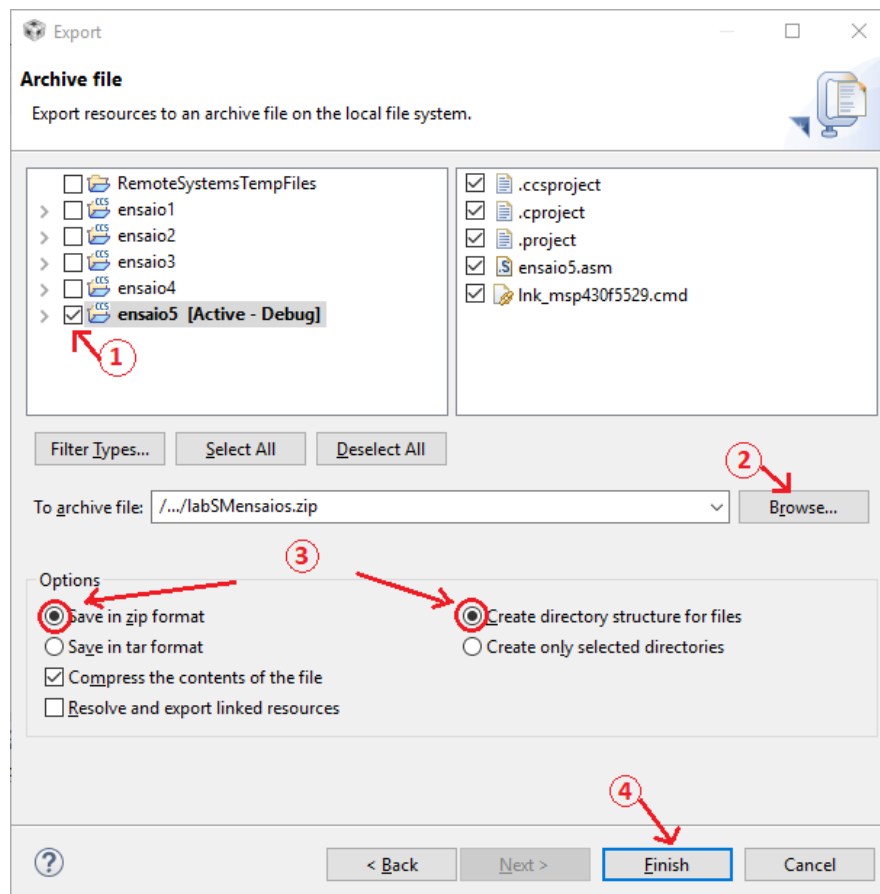 Export
Archive file
Export resources to an archive file on the local file system.
RemoteSystemsTempFiles
ensaio1
ensaio2
ensaio3
ensaio4
ensaio5 [Active - Debug]
1
.ccsproject
.cproject
.project
ensaio5.asm
lnk_msp430f5529.cmd
Filter Types...
Select All
Deselect All
2
To archive file:
/.../labSMensaios.zip
Browse...
3
Options
Save in zip format
Create directory structure for files
Save in tar format
Create only selected directories
Compress the contents of the file
Resolve and export linked resources
4
?
< Back
Next >
Finish
Cancel